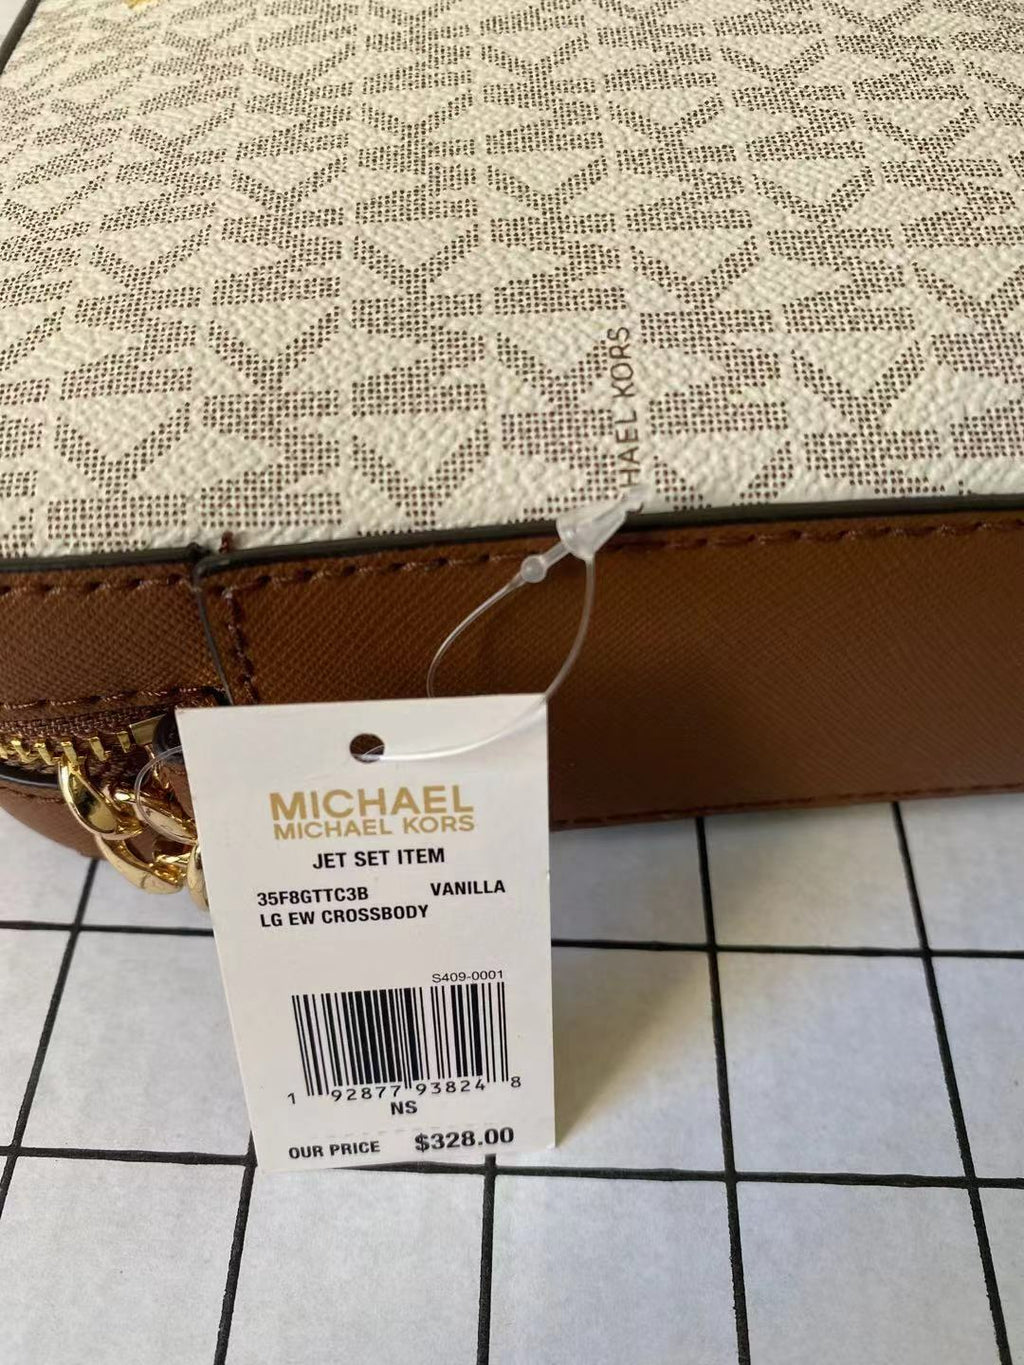 HAEL KORS
MICHAEL
MICHAEL KORS
JET SET ITEM
35F8GTTC3B VANILLA
LG EW CROSSBODY
S409-0001
1 92877 93824 8
NS
OUR PRICE $328.00